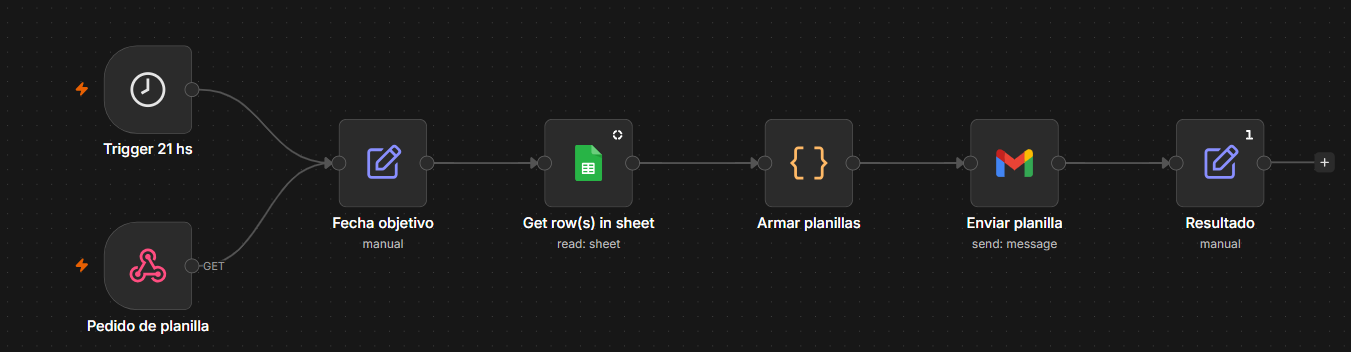 Trigger 21 hs
Pedido de planilla
GET
Fecha objetivo
manual
Get row(s) in sheet
read: sheet
Armar planillas
Enviar planilla
send: message
1
Resultado
manual